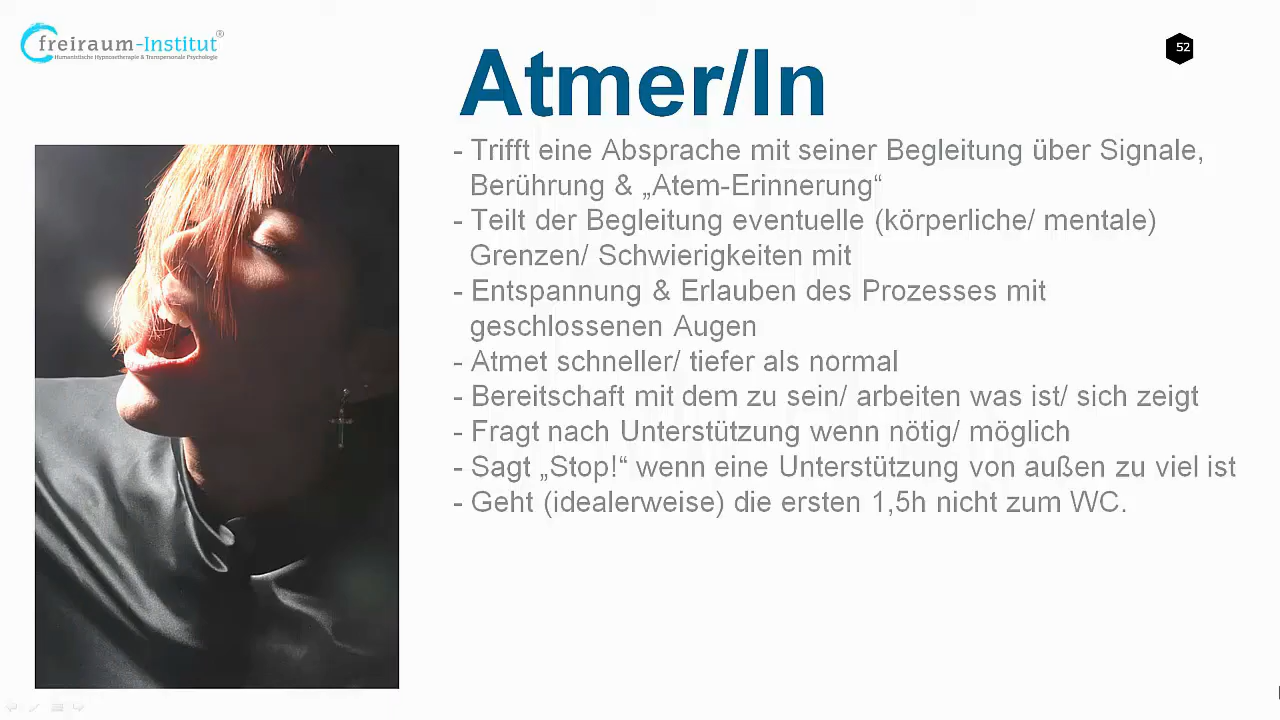 freiraum-Institut®
Humanistische Hypnosetherapie & Transpersonale Psychologie
52
Atmer/In
- Trifft eine Absprache mit seiner Begleitung über Signale,
Berührung & „Atem-Erinnerung“
- Teilt der Begleitung eventuelle (körperliche/ mentale)
Grenzen/ Schwierigkeiten mit
- Entspannung & Erlauben des Prozesses mit
geschlossenen Augen
- Atmet schneller/ tiefer als normal
- Bereitschaft mit dem zu sein/ arbeiten was ist/ sich zeigt
- Fragt nach Unterstützung wenn nötig/ möglich
- Sagt „Stop!“ wenn eine Unterstützung von außen zu viel ist
- Geht (idealerweise) die ersten 1,5h nicht zum WC.